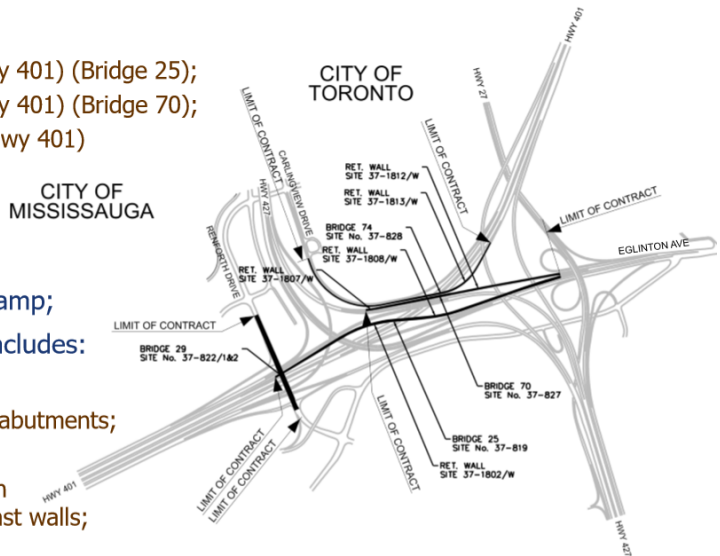 y 401) (Bridge 25);
y 401) (Bridge 70);
wy 401)
amp;
cludes:
abutments;
n
st walls;
CITY OF
TORONTO
CITY OF
MISSISSAUGA
HWY 401
HWY 27
LIMIT OF CONTRACT
CARLINGVIEW DRIVE
HWY 427
LIMIT OF CONTRACT
LIMIT OF CONTRACT
EGLINTON AVE
RENFORTH DRIVE
RET. WALL
SITE 37-1812/W
RET. WALL
SITE 37-1813/W
BRIDGE 74
SITE No. 37-828
RET. WALL
SITE 37-1808/W
RET. WALL
SITE 37-1807/W
LIMIT OF CONTRACT
BRIDGE 29
SITE No. 37-822/1&2
BRIDGE 70
SITE No. 37-827
BRIDGE 25
SITE No. 37-819
RET. WALL
SITE 37-1802/W
LIMIT OF CONTRACT
LIMIT OF CONTRACT
LIMIT OF CONTRACT
HWY 401
HWY 427